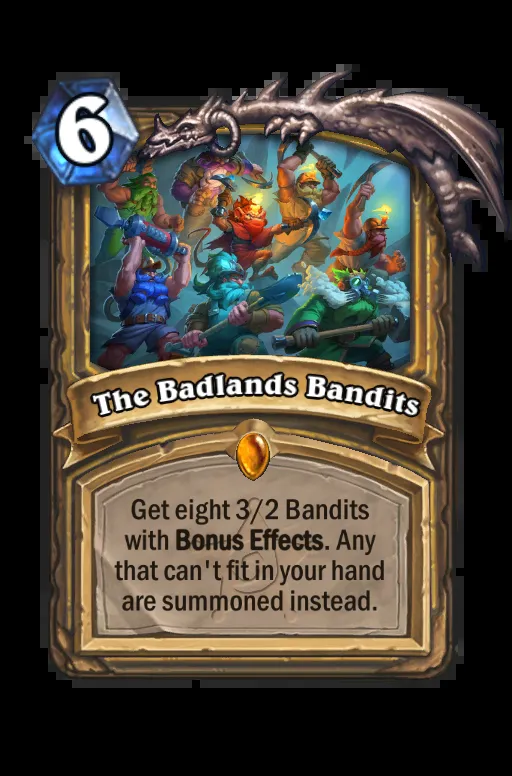 6
The Badlands Bandits
Get eight 3/2 Bandits
with Bonus Effects. Any
that can't fit in your hand
are summoned instead.